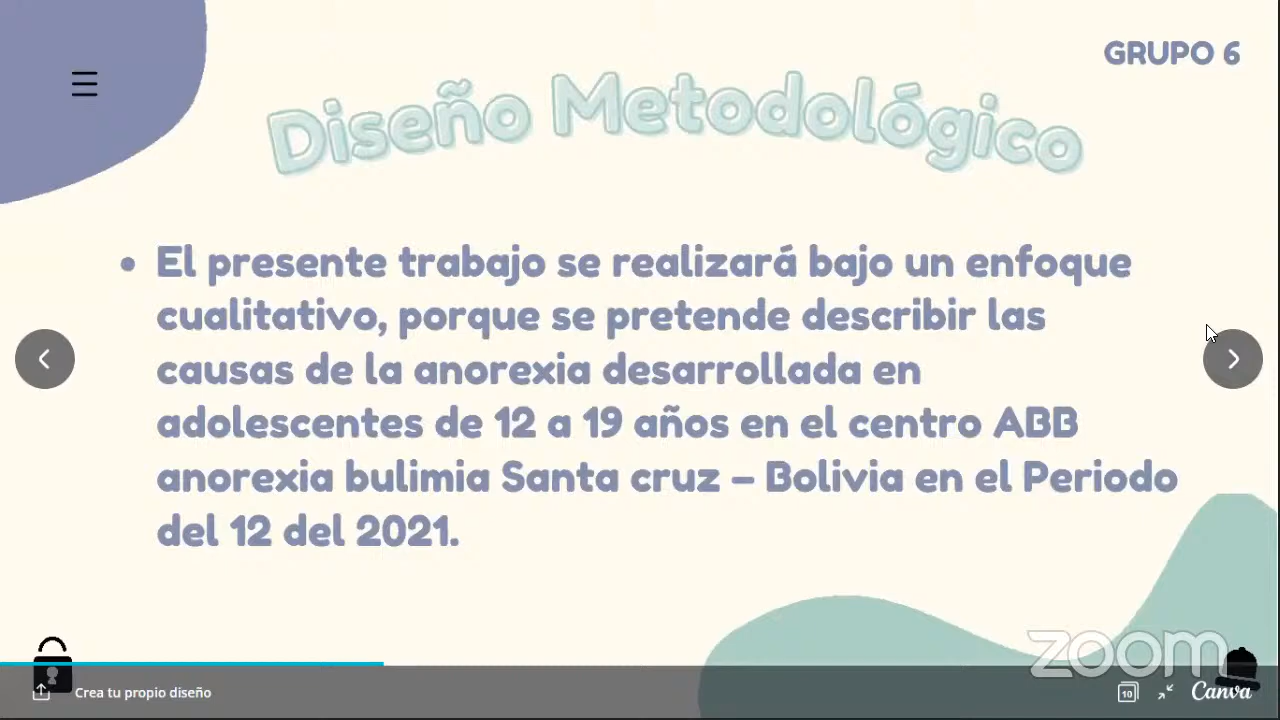 GRUPO 6
Diseño Metodológico
• El presente trabajo se realizará bajo un enfoque
cualitativo, porque se pretende describir las
causas de la anorexia desarrollada en
adolescentes de 12 a 19 años en el centro ABB
anorexia bulimia Santa cruz – Bolivia en el Periodo
del 12 del 2021.
zoom
Crea tu propio diseño
10
Canva